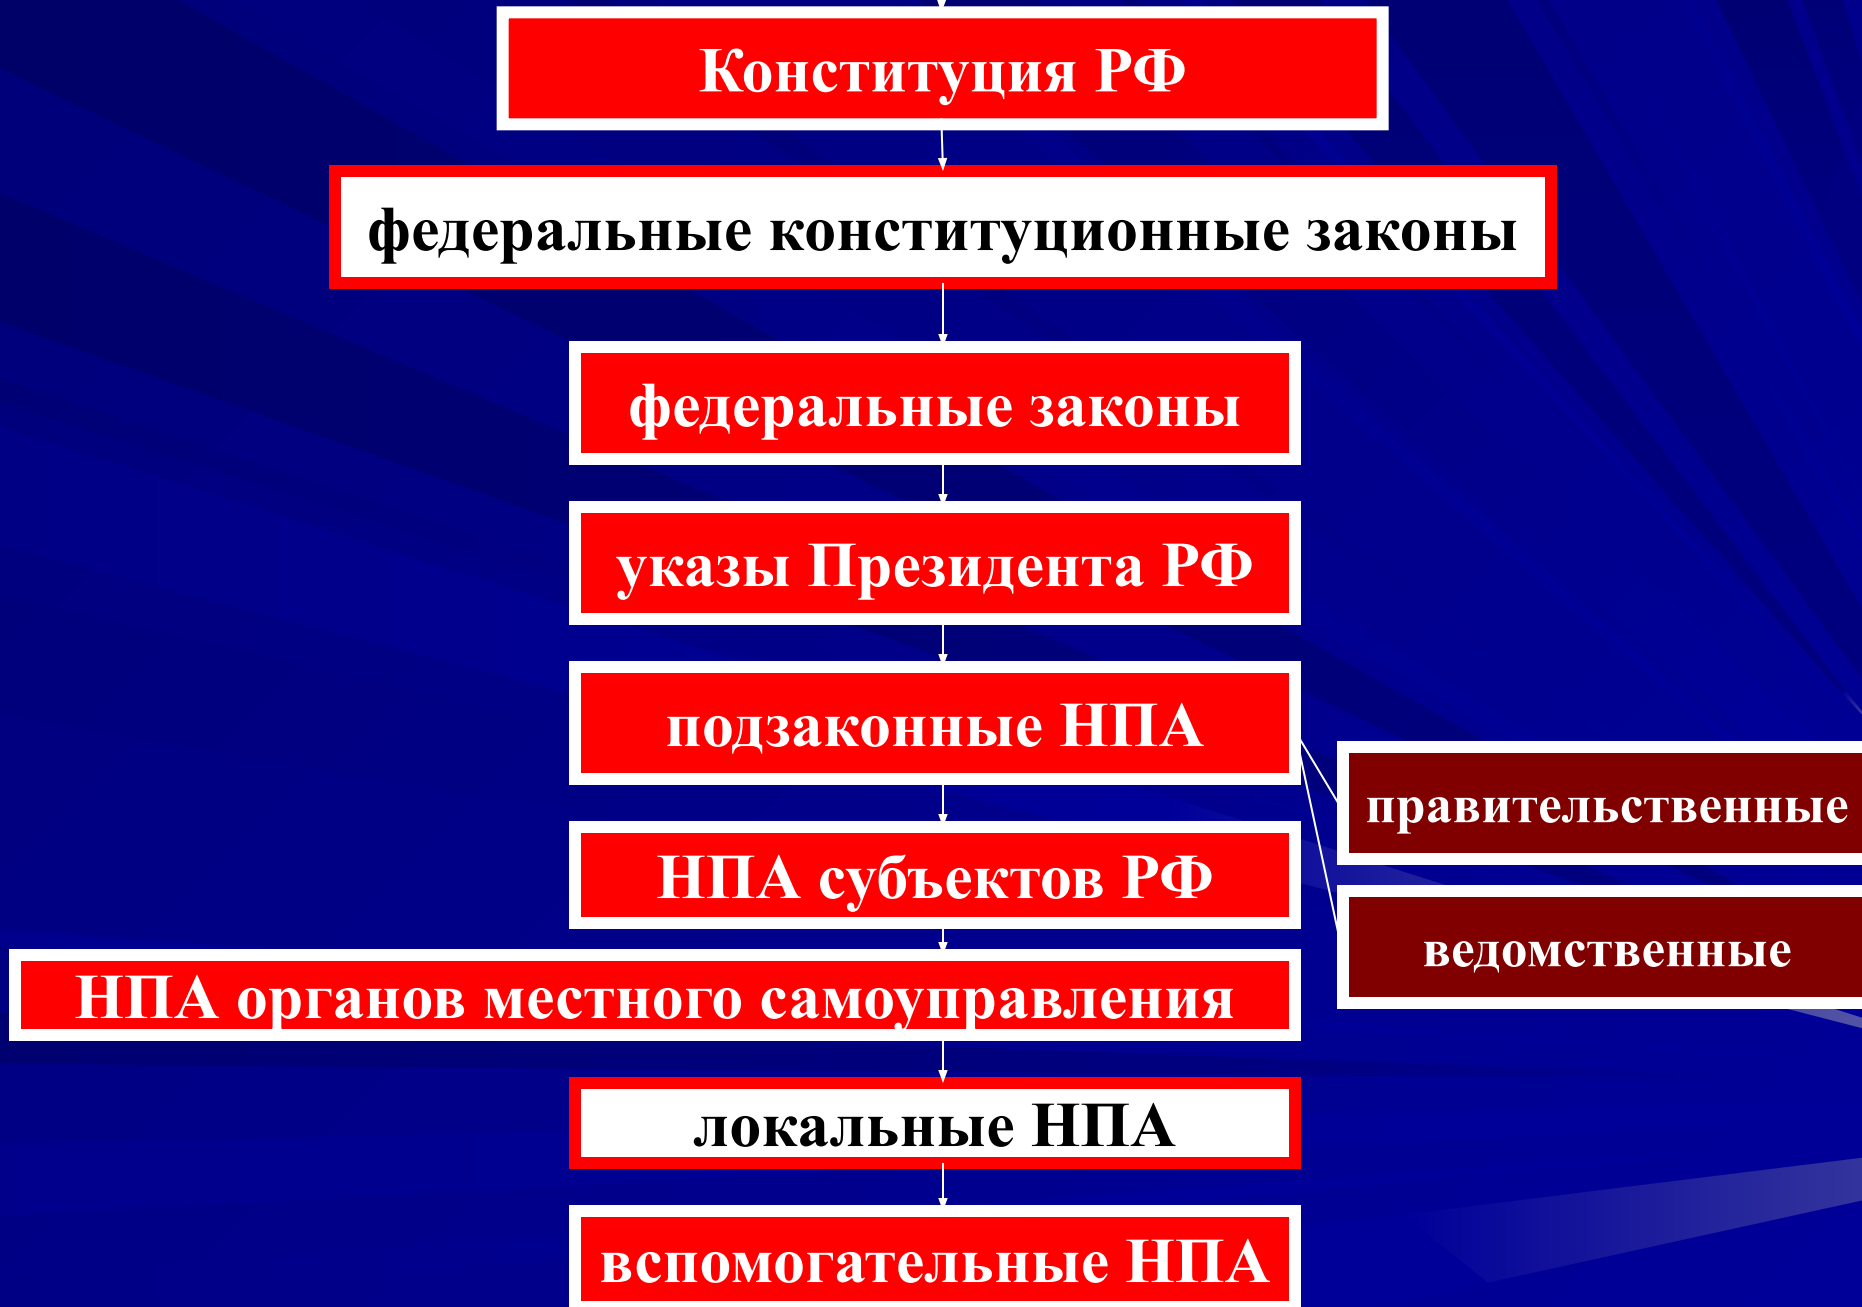 Конституция РФ
федеральные конституционные законы
федеральные законы
указы Президента РФ
подзаконные НПА
правительственные
НПА субъектов РФ
ведомственные
НПА органов местного самоуправления
локальные НПА
вспомогательные НПА